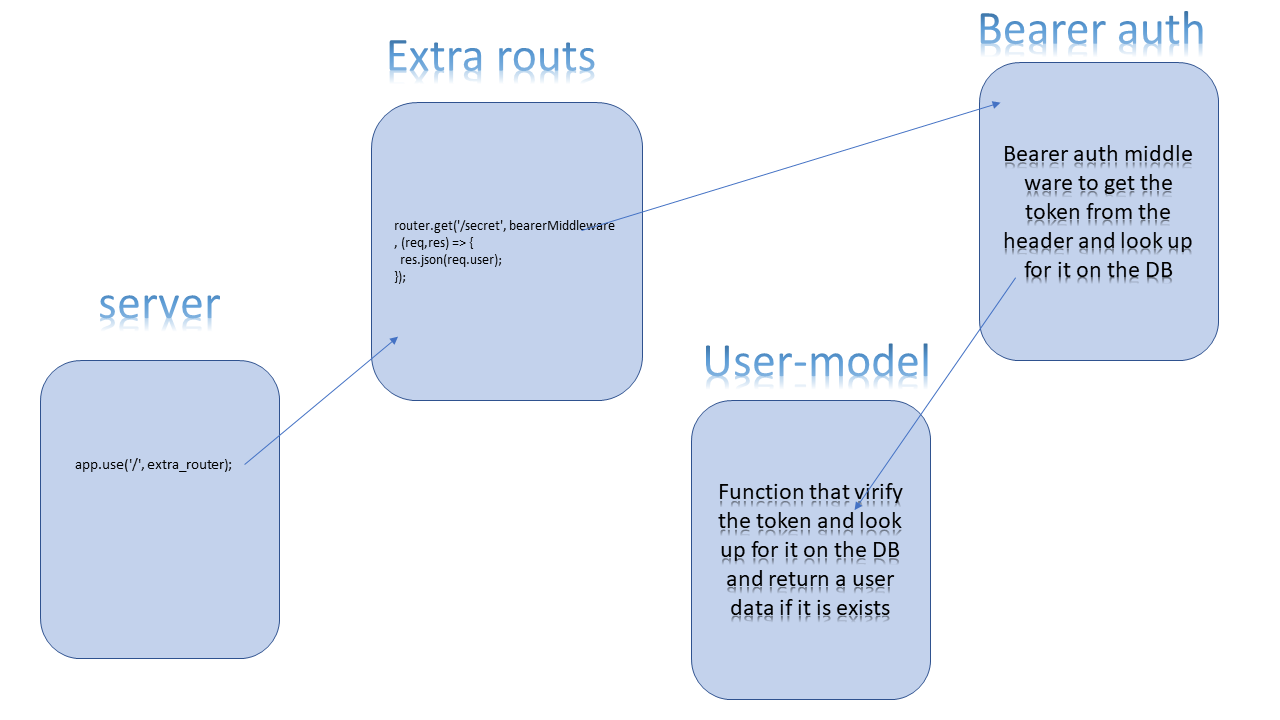 server
app.use('/', extra_router);
Extra routs
router.get('/secret', bearerMiddleware
, (req,res) => {
res.json(req.user);
});
Bearer auth
Bearer auth middle
ware to get the
token from the
header and look up
for it on the DB
User-model
Function that virify
the token and look
up for it on the DB
and return a user
data if it is exists